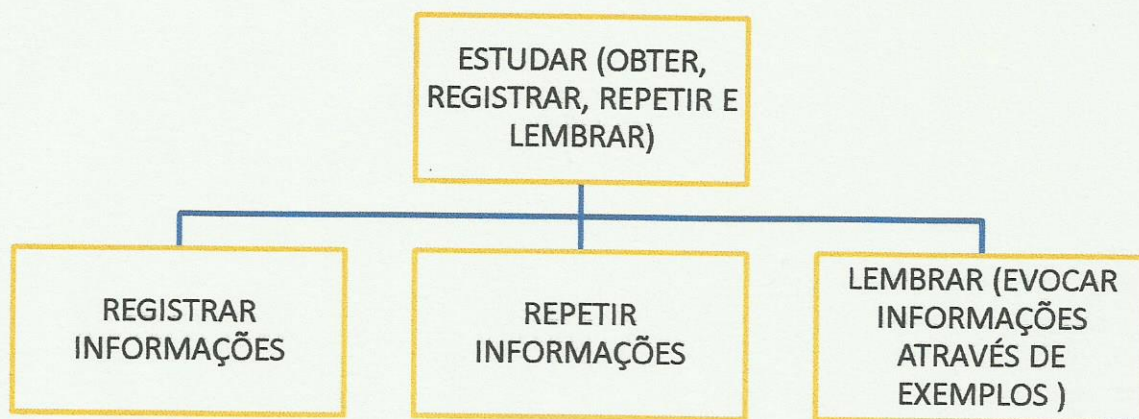 ESTUDAR (OBTER,
REGISTRAR, REPETIR E
LEMBRAR)
REGISTRAR
INFORMAÇÕES
REPETIR
INFORMAÇÕES
LEMBRAR (EVOCAR
INFORMAÇÕES
ATRAVÉS DE
EXEMPLOS )